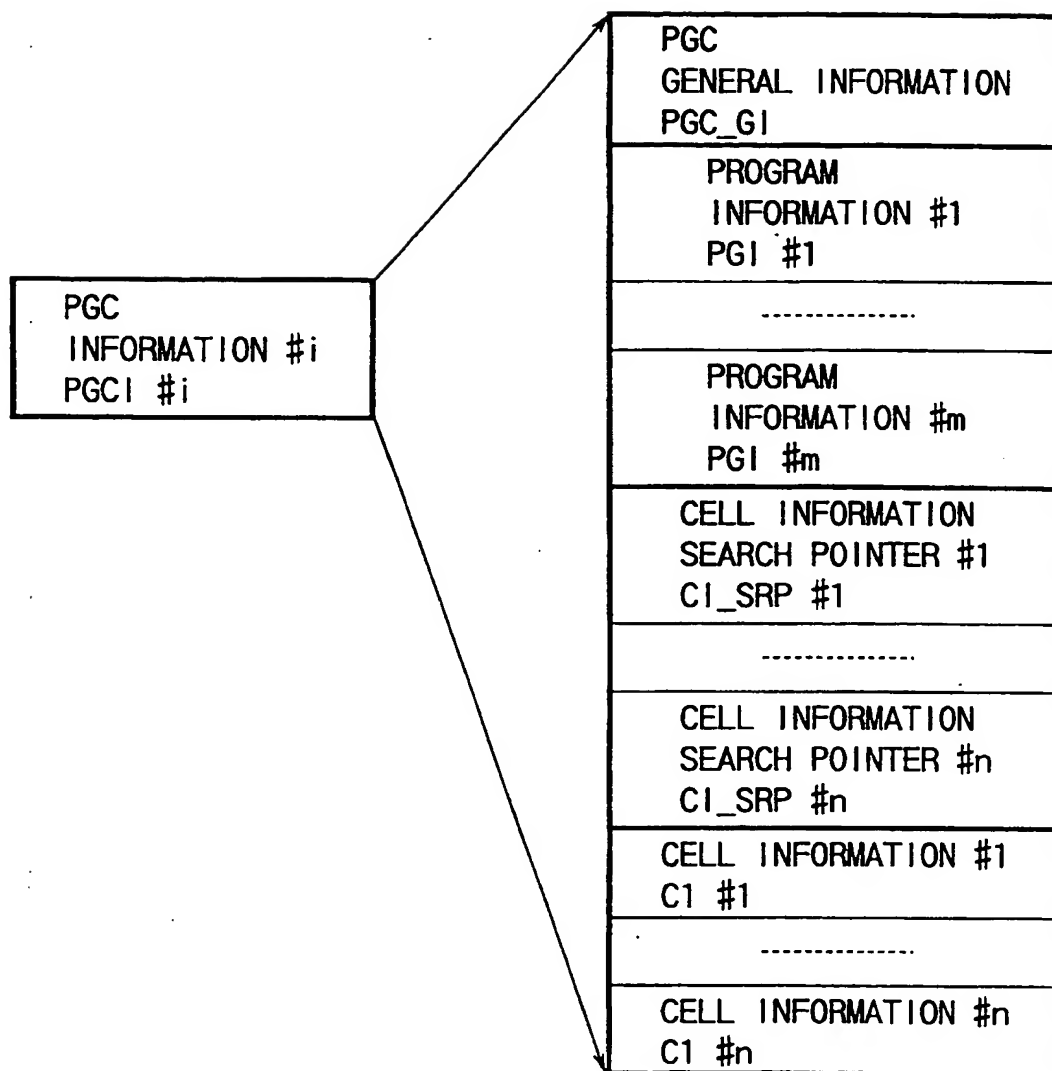 PGC
INFORMATION #i
PGCI #i
PGC
GENERAL INFORMATION
PGC_GI
PROGRAM
INFORMATION #1
PGI #1
---------------
PROGRAM
INFORMATION #m
PGI #m
CELL INFORMATION
SEARCH POINTER #1
CI_SRP #1
---------------
CELL INFORMATION
SEARCH POINTER #n
CI_SRP #n
CELL INFORMATION #1
C1 #1
---------------
CELL INFORMATION #n
C1 #n